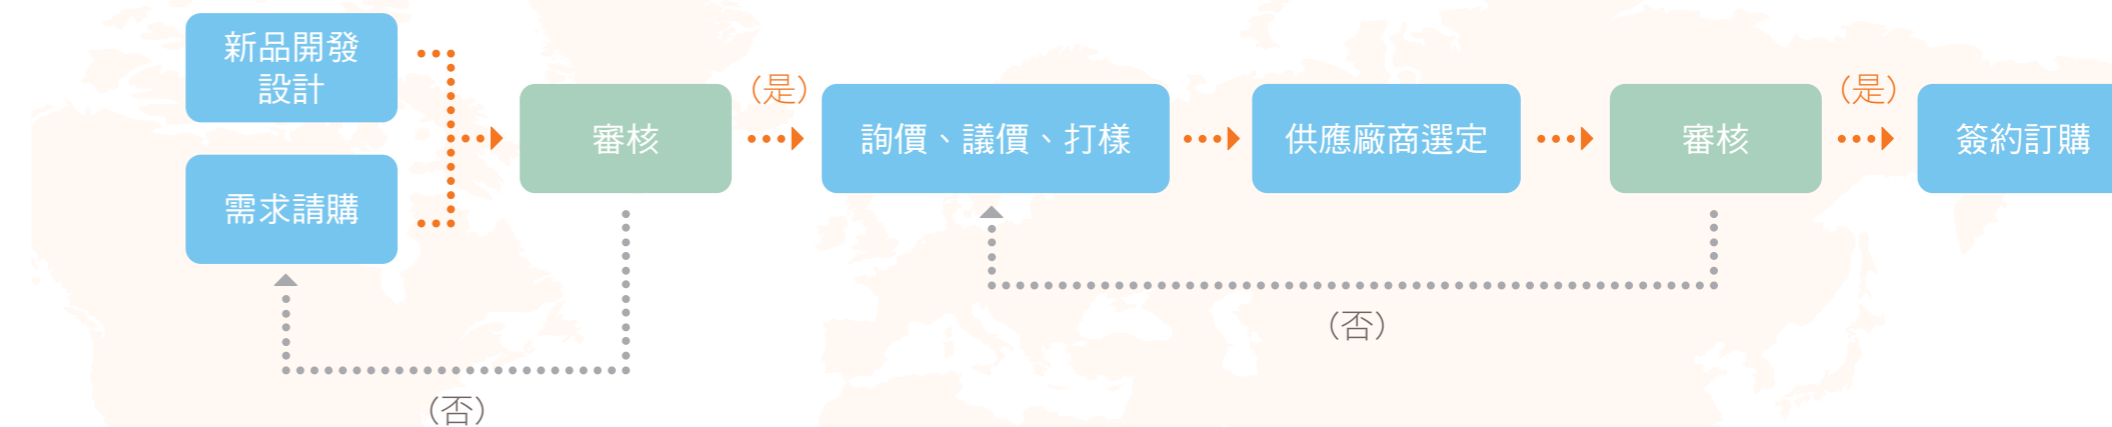 新品開發
設計
需求請購
(否)
審核
(是)
詢價、議價、打樣
供應廠商選定
(否)
審核
(是)
簽約訂購